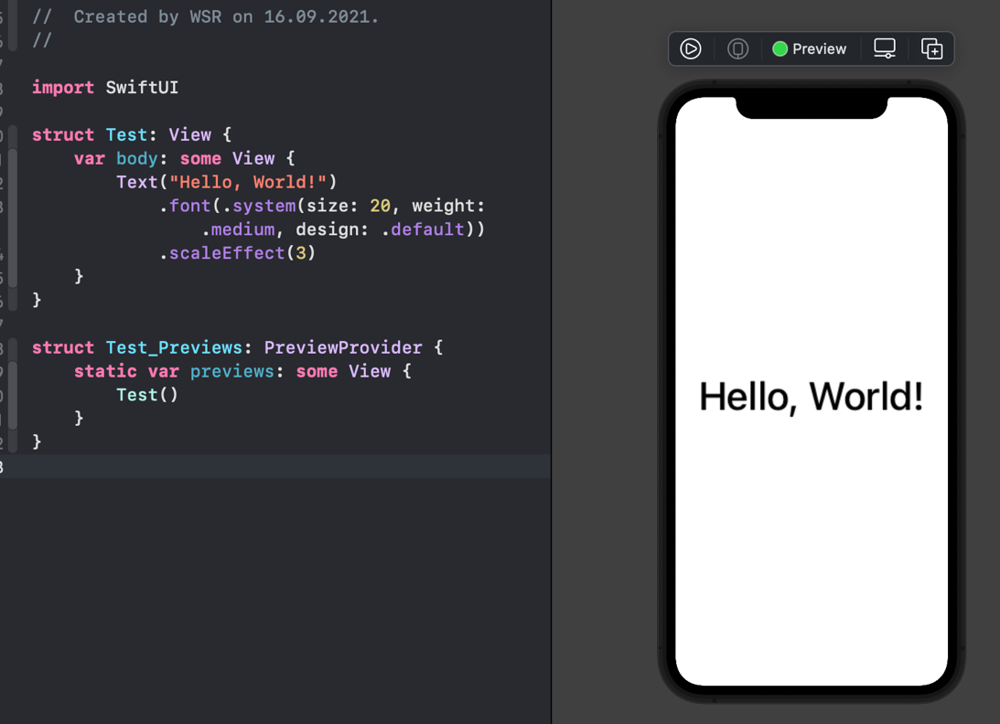 //  Created by WSR on 16.09.2021.
//
import SwiftUI
struct Test: View {
    var body: some View {
        Text("Hello, World!")
            .font(.system(size: 20, weight:
                .medium, design: .default))
            .scaleEffect(3)
    }
}
struct Test_Previews: PreviewProvider {
    static var previews: some View {
        Test()
    }
}
Preview
Hello, World!